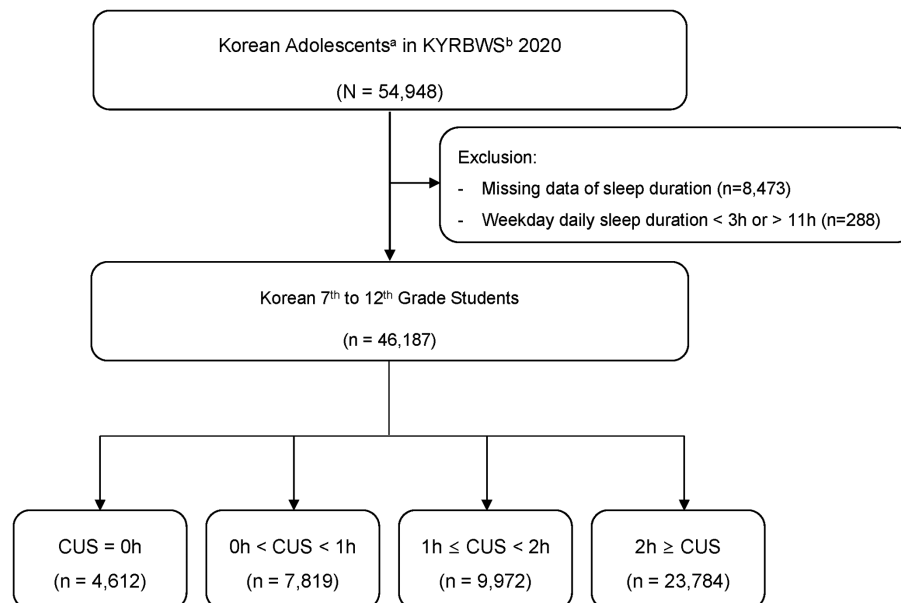 Korean Adolescentsᵃ in KYRBWSᵇ 2020
(N = 54,948)
Exclusion:
- Missing data of sleep duration (n=8,473)
- Weekday daily sleep duration < 3h or > 11h (n=288)
Korean 7ᵗʰ to 12ᵗʰ Grade Students
(n = 46,187)
CUS = 0h
(n = 4,612)
0h < CUS < 1h
(n = 7,819)
1h ≤ CUS < 2h
(n = 9,972)
2h ≥ CUS
(n = 23,784)